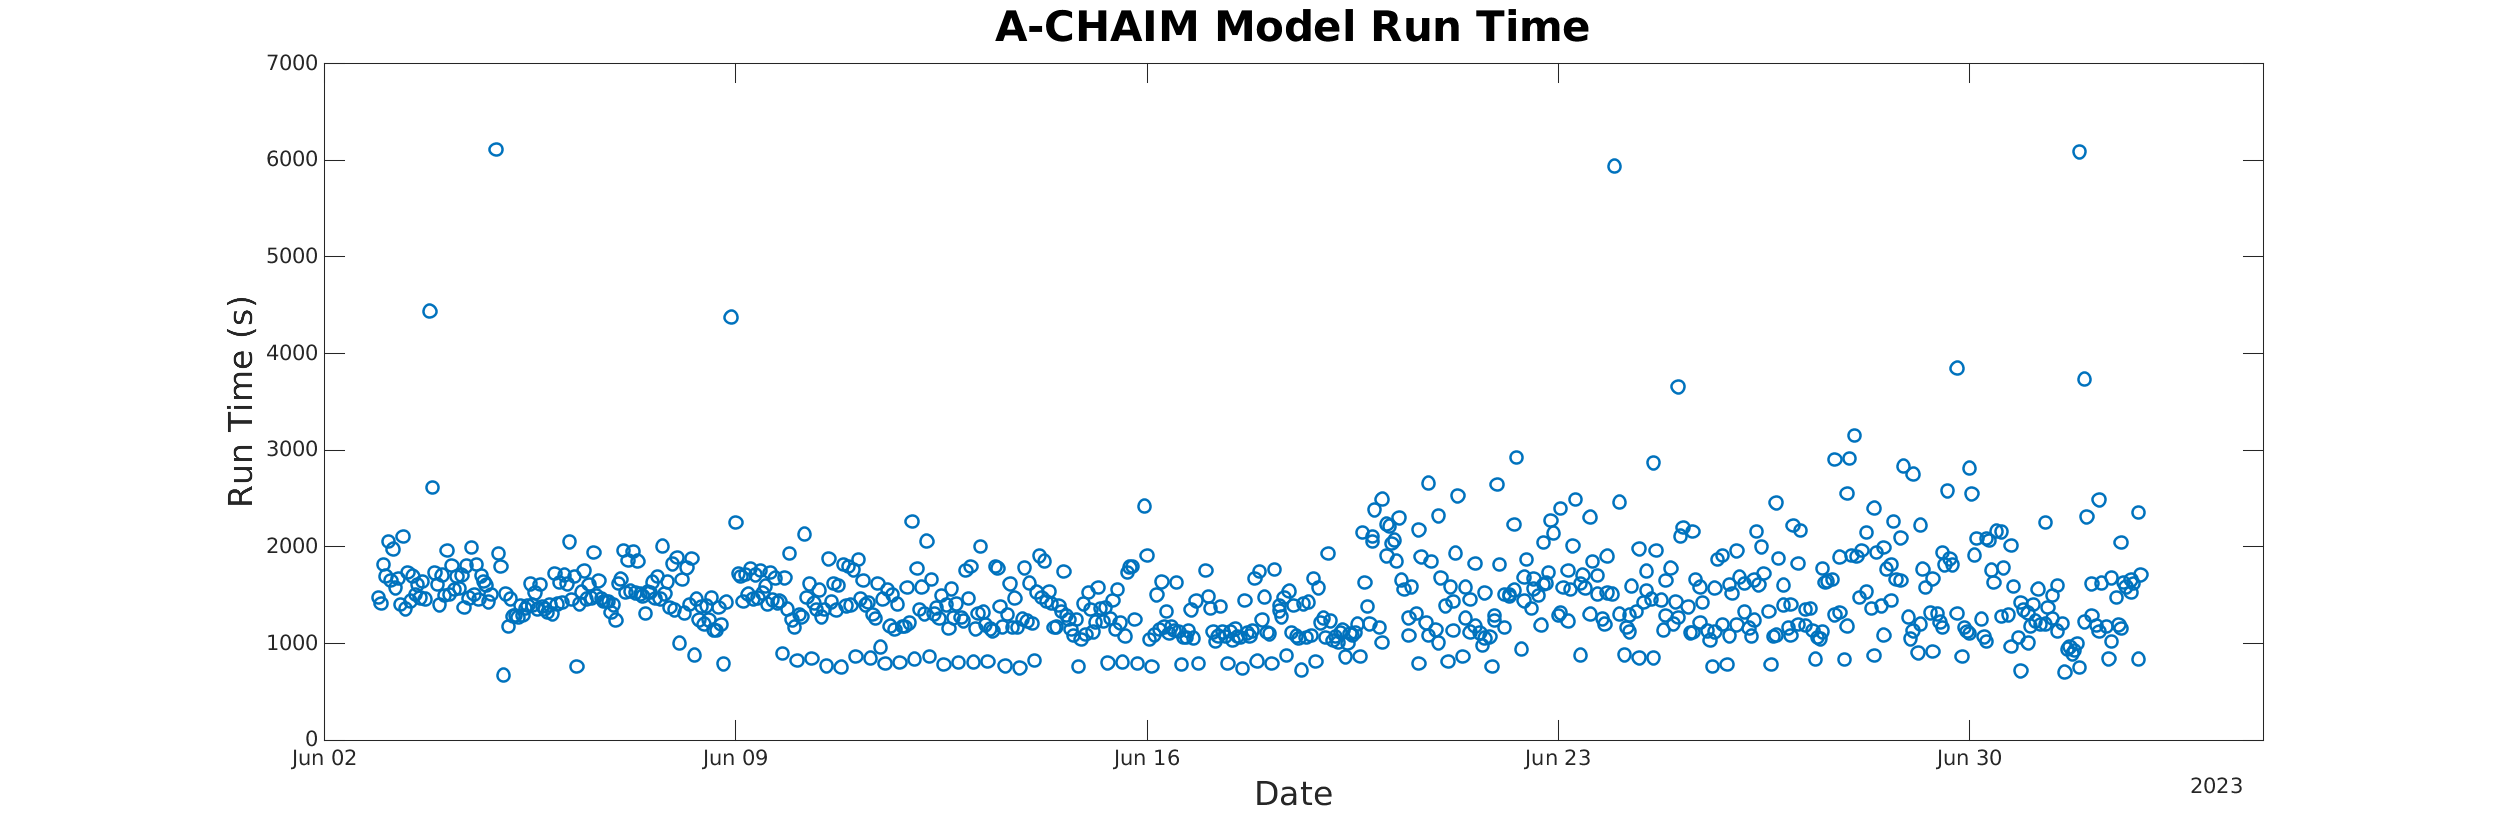 A-CHAIM Model Run Time
7000
6000
5000
4000
3000
2000
1000
0
Run Time (s)
Jun 02
Jun 09
Jun 16
Jun 23
Jun 30
2023
Date